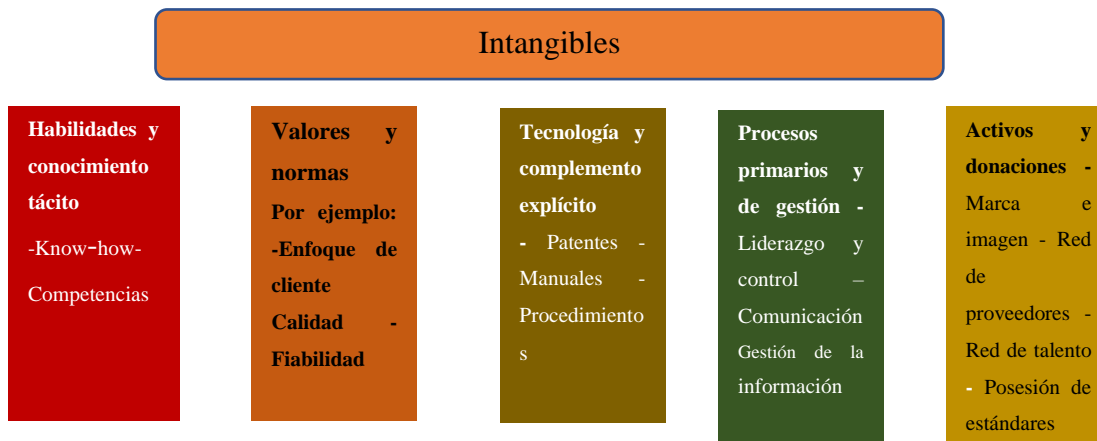 Intangibles
Habilidades y
conocimiento
tácito
-Know-how-
Competencias
Valores y
normas
Por ejemplo:
-Enfoque de
cliente
Calidad -
Fiabilidad
Tecnología y
complemento
explícito
- Patentes -
Manuales -
Procedimiento
s
Procesos
primarios y
de gestión -
Liderazgo y
control –
Comunicación
Gestión de la
información
Activos y
donaciones -
Marca e
imagen - Red
de
proveedores -
Red de talento
- Posesión de
estándares